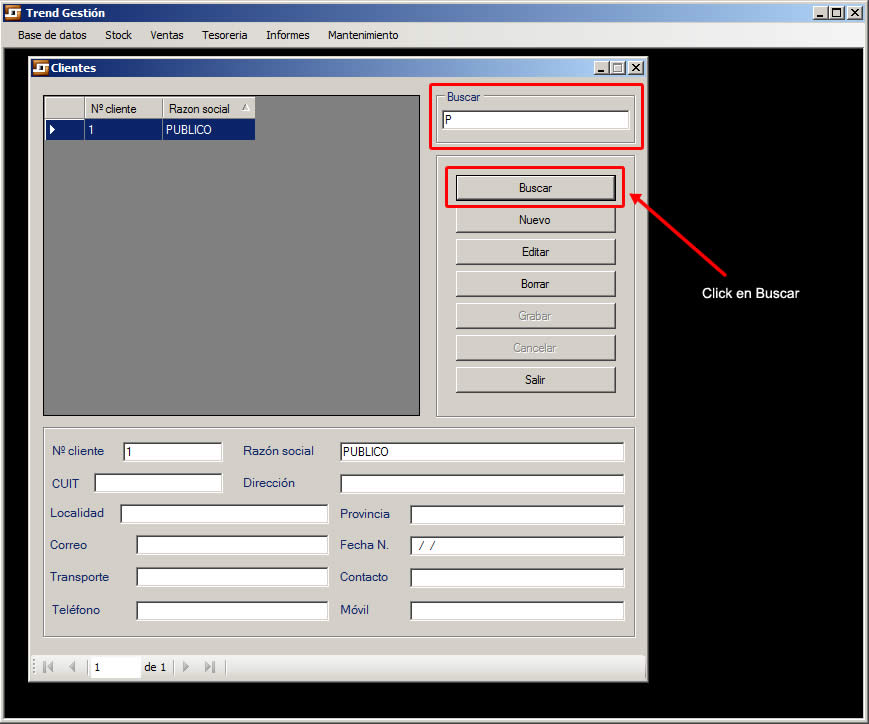 Trend Gestión
Base de datos Stock Ventas Tesoreria Informes Mantenimiento
Clientes
Nº cliente Razon social
1 PUBLICO
Buscar
P
Buscar
Nuevo
Editar
Borrar
Grabar
Cancelar
Salir
Click en Buscar
Nº cliente 1 Razón social PUBLICO
CUIT Dirección
Localidad Provincia
Correo Fecha N. / /
Transporte Contacto
Teléfono Móvil
1 de 1